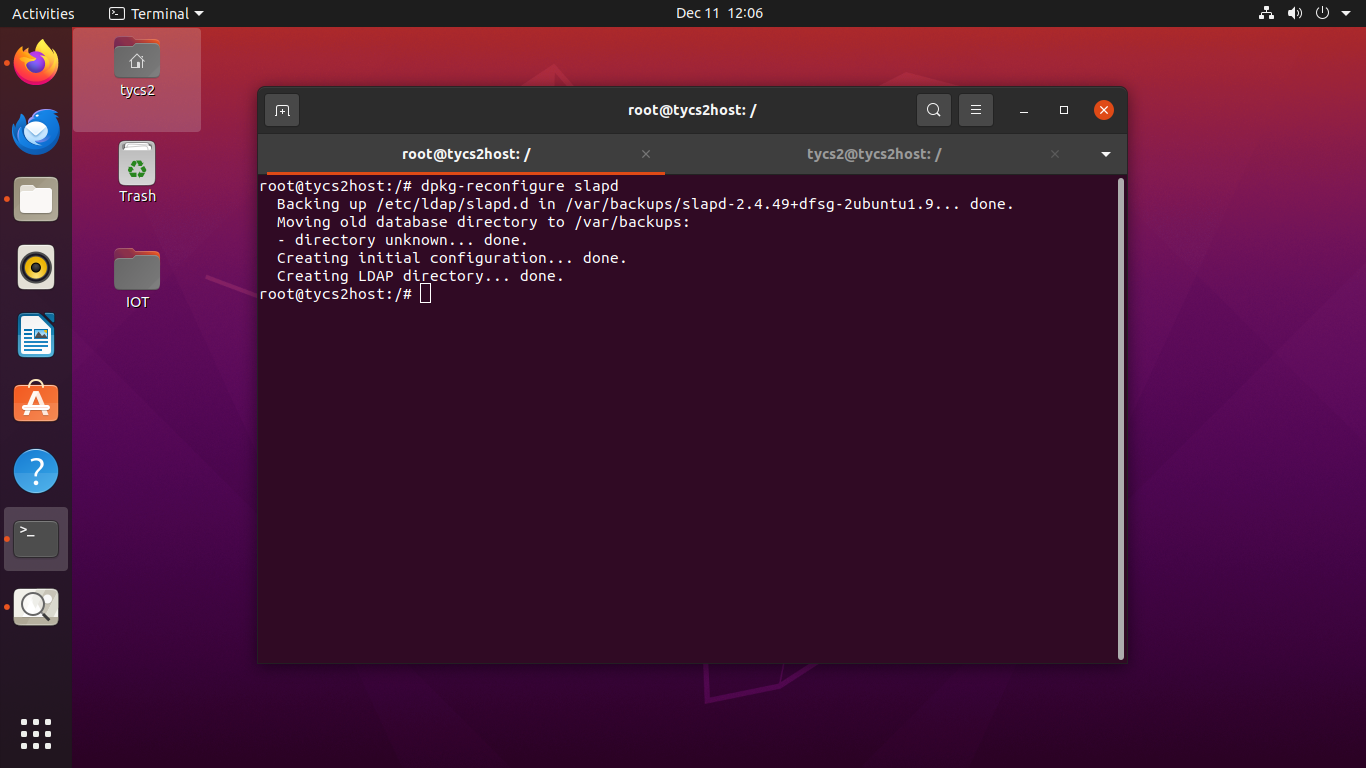 Activities
Terminal
Dec 11 12:06
tycs2
Trash
IOT
root@tycs2host: /
root@tycs2host: /
tycs2@tycs2host: /
root@tycs2host:/# dpkg-reconfigure slapd
  Backing up /etc/ldap/slapd.d in /var/backups/slapd-2.4.49+dfsg-2ubuntu1.9... done.
  Moving old database directory to /var/backups:
  - directory unknown... done.
  Creating initial configuration... done.
  Creating LDAP directory... done.
root@tycs2host:/#